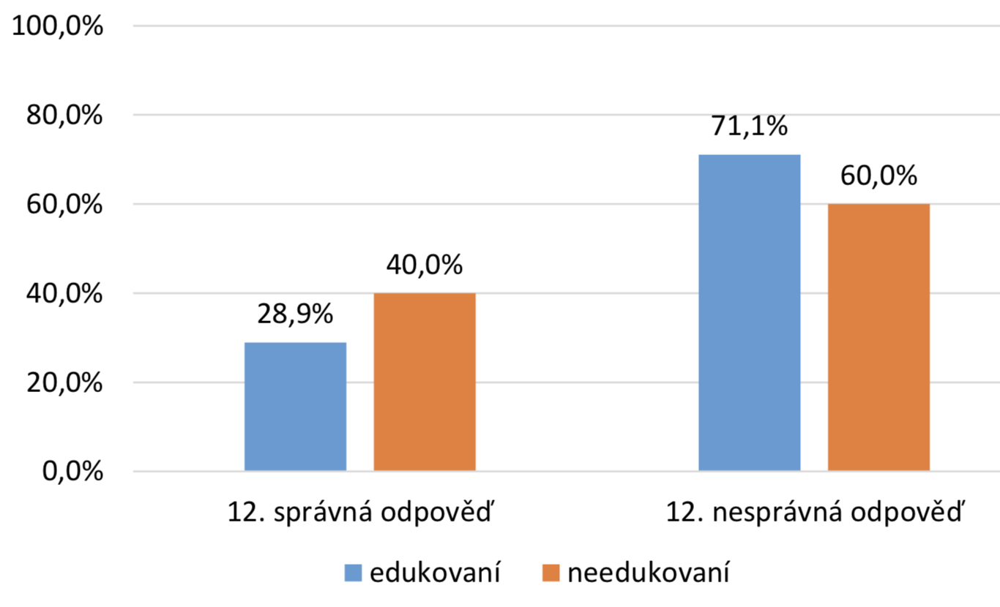 100,0%
80,0%
60,0%
40,0%
20,0%
0,0%
28,9%
40,0%
71,1%
60,0%
12. správná odpověď
12. nesprávná odpověď
edukovaní
needukovaní